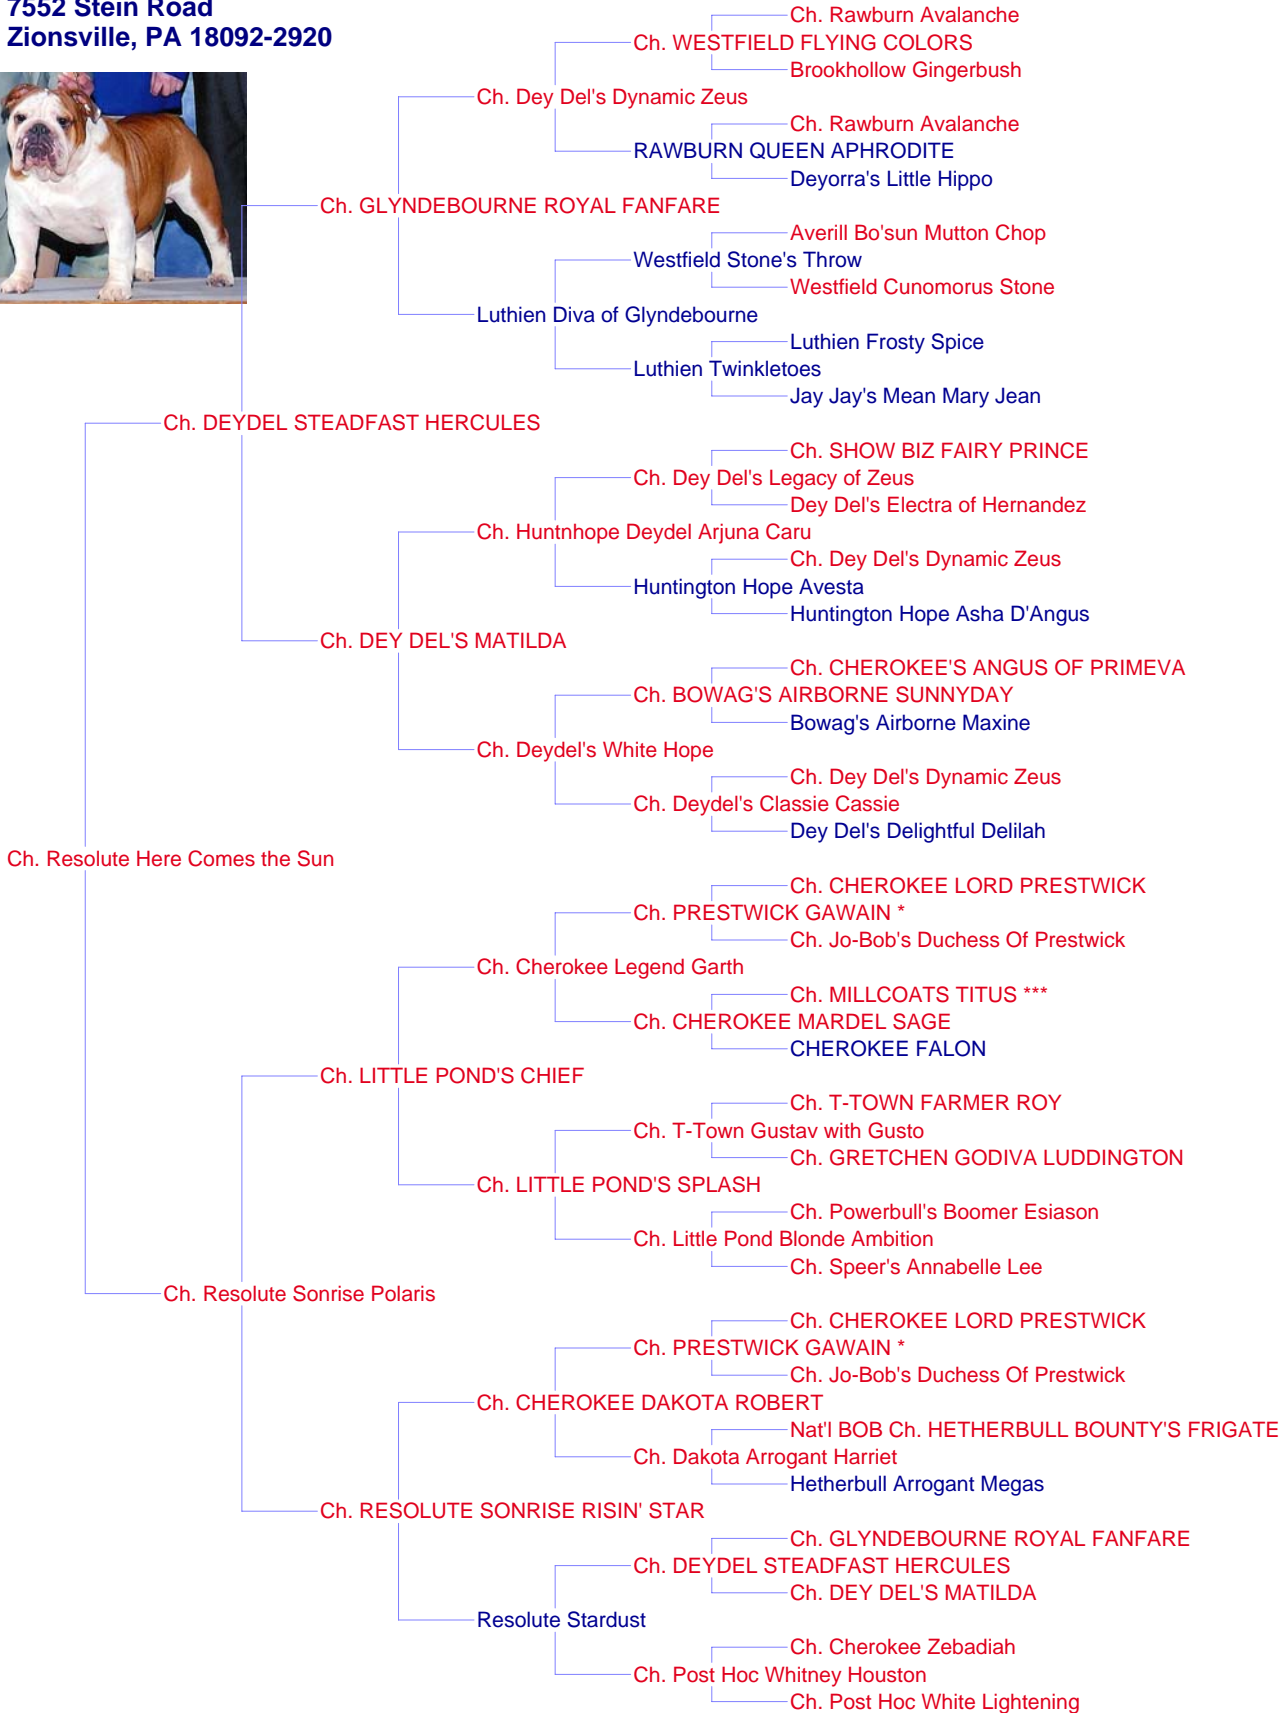 7552 Stein Road
Zionsville, PA 18092-2920
Ch. Rawburn Avalanche
Ch. WESTFIELD FLYING COLORS
Brookhollow Gingerbush
Ch. Dey Del's Dynamic Zeus
Ch. Rawburn Avalanche
RAWBURN QUEEN APHRODITE
Deyorra's Little Hippo
Ch. GLYNDEBOURNE ROYAL FANFARE
Averill Bo'sun Mutton Chop
Westfield Stone's Throw
Westfield Cunomorus Stone
Luthien Diva of Glyndebourne
Luthien Frosty Spice
Luthien Twinkletoes
Jay Jay's Mean Mary Jean
Ch. DEYDEL STEADFAST HERCULES
Ch. SHOW BIZ FAIRY PRINCE
Ch. Dey Del's Legacy of Zeus
Dey Del's Electra of Hernandez
Ch. Huntnhope Deydel Arjuna Caru
Ch. Dey Del's Dynamic Zeus
Huntington Hope Avesta
Huntington Hope Asha D'Angus
Ch. DEY DEL'S MATILDA
Ch. CHEROKEE'S ANGUS OF PRIMEVA
Ch. BOWAG'S AIRBORNE SUNNYDAY
Bowag's Airborne Maxine
Ch. Deydel's White Hope
Ch. Dey Del's Dynamic Zeus
Ch. Deydel's Classie Cassie
Dey Del's Delightful Delilah
Ch. Resolute Here Comes the Sun
Ch. CHEROKEE LORD PRESTWICK
Ch. PRESTWICK GAWAIN *
Ch. Jo-Bob's Duchess Of Prestwick
Ch. Cherokee Legend Garth
Ch. MILLCOATS TITUS ***
Ch. CHEROKEE MARDEL SAGE
CHEROKEE FALON
Ch. LITTLE POND'S CHIEF
Ch. T-TOWN FARMER ROY
Ch. T-Town Gustav with Gusto
Ch. GRETCHEN GODIVA LUDDINGTON
Ch. LITTLE POND'S SPLASH
Ch. Powerbull's Boomer Esiason
Ch. Little Pond Blonde Ambition
Ch. Speer's Annabelle Lee
Ch. Resolute Sonrise Polaris
Ch. CHEROKEE LORD PRESTWICK
Ch. PRESTWICK GAWAIN *
Ch. Jo-Bob's Duchess Of Prestwick
Ch. CHEROKEE DAKOTA ROBERT
Nat'l BOB Ch. HETHERBULL BOUNTY'S FRIGATE
Ch. Dakota Arrogant Harriet
Hetherbull Arrogant Megas
Ch. RESOLUTE SONRISE RISIN' STAR
Ch. GLYNDEBOURNE ROYAL FANFARE
Ch. DEYDEL STEADFAST HERCULES
Ch. DEY DEL'S MATILDA
Resolute Stardust
Ch. Cherokee Zebadiah
Ch. Post Hoc Whitney Houston
Ch. Post Hoc White Lightening